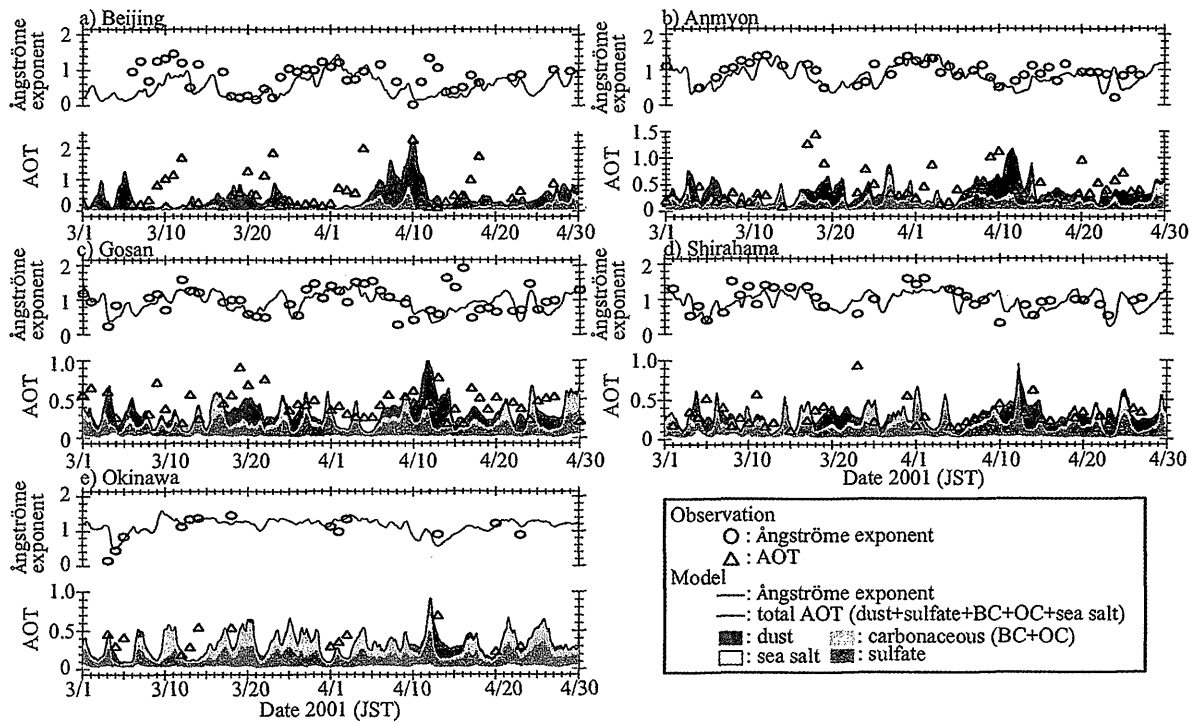 a) Beijing
b) Anmyon
Ångströme exponent
2
1
0
Ångströme exponent
2
1
0
AOT
2
1
0
AOT
1.5
1.0
0.5
0
3/1 3/10 3/20 4/1 4/10 4/30
3/1 3/10 3/20 4/1 4/10 4/20 4/30
c) Gosan
d) Shirahama
Ångströme exponent
2
1
0
Ångströme exponent
2
1
0
AOT
1.0
0.5
0
AOT
1.0
0.5
0
3/1 3/10 3/20 4/1 4/10 4/20 4/30
3/1 3/10 3/20 4/1 4/10 4/20 4/30
Date 2001 (JST)
e) Okinawa
Ångströme exponent
2
1
0
AOT
1.0
0.5
0
3/1 3/10 3/20 4/1 4/10 4/20 4/30
Date 2001 (JST)
Observation
: Ångströme exponent
: AOT
Model
: Ångströme exponent
: total AOT (dust+sulfate+BC+OC+sea salt)
: dust : carbonaceous (BC+OC)
: sea salt : sulfate